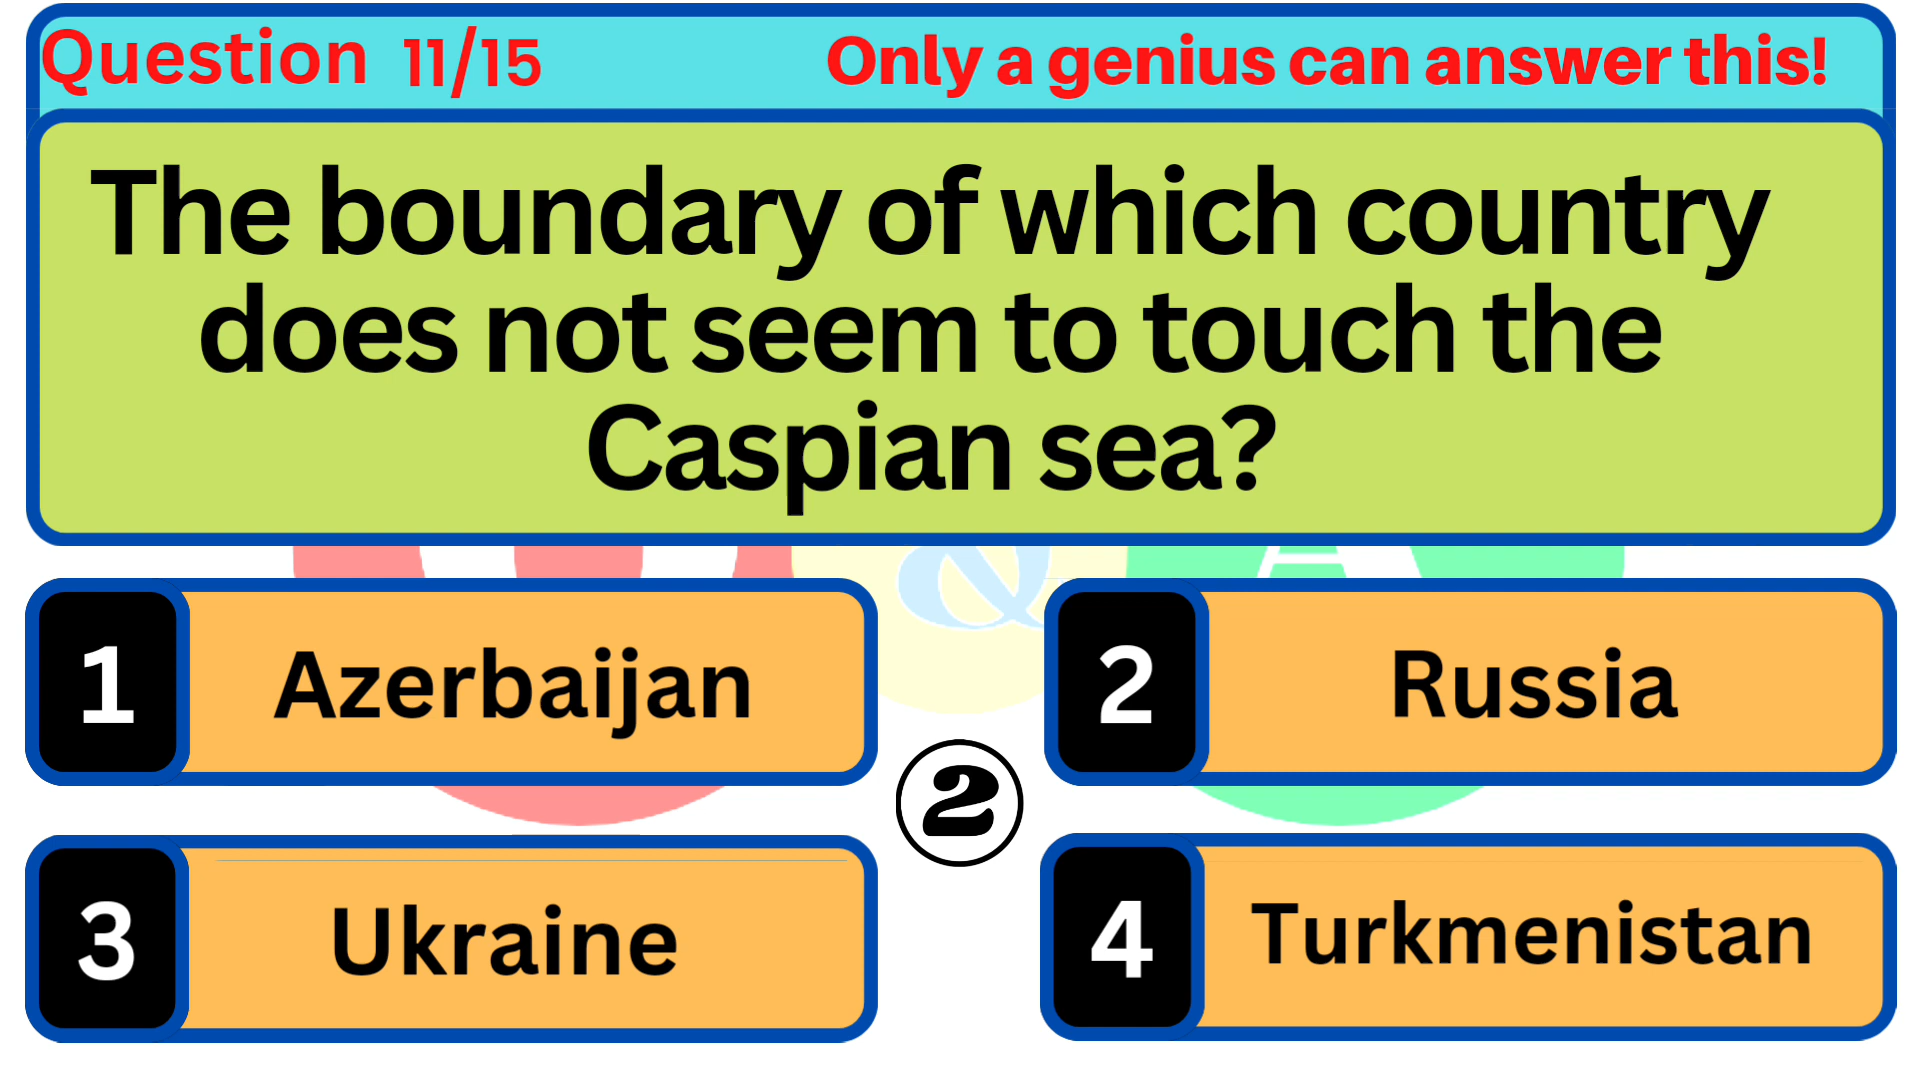 Question 11/15
Only a genius can answer this!
The boundary of which country
does not seem to touch the
Caspian sea?
&
1 Azerbaijan
2 Russia
2
3 Ukraine
4 Turkmenistan